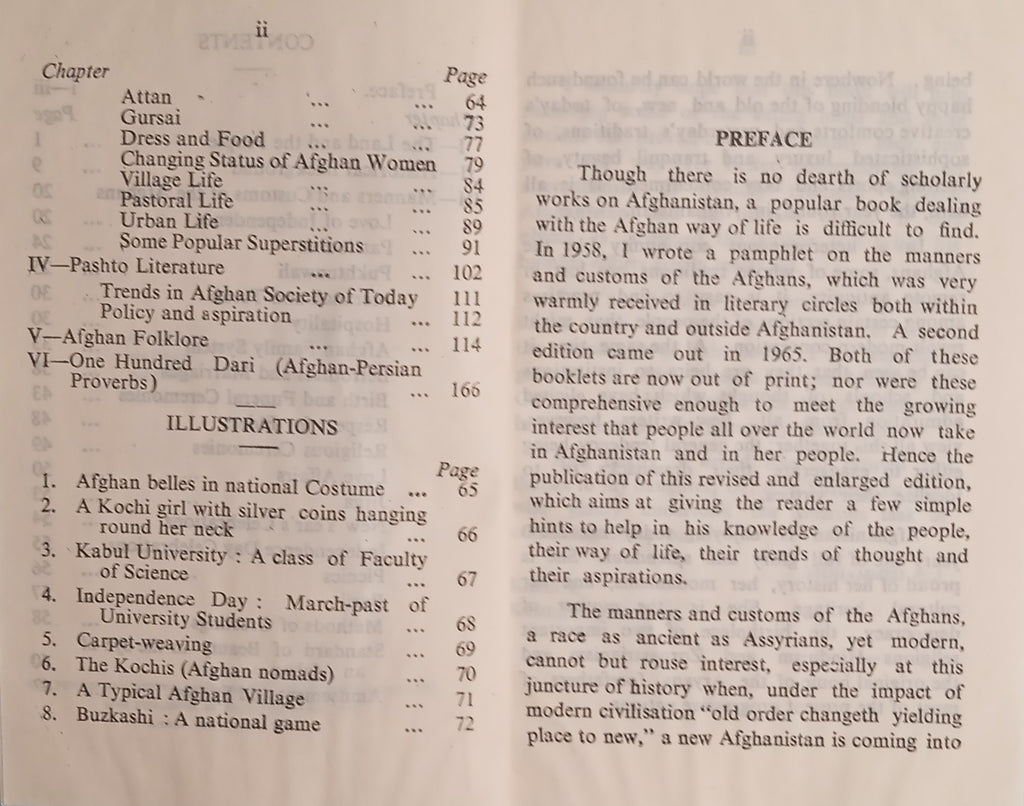 ii
Chapter Page
Attan ... ... 64
Gursai ... ... 73
Dress and Food ... ... 77
Changing Status of Afghan Women 79
Village Life ... ... 84
Pastoral Life ... ... 85
Urban Life ... ... 89
Some Popular Superstitions ... 91
IV—Pashto Literature ... ... 102
Trends in Afghan Society of Today 111
Policy and aspiration ... 112
V—Afghan Folklore ... ... 114
VI—One Hundred Dari (Afghan-Persian
Proverbs) ... 166
ILLUSTRATIONS
Page
1. Afghan belles in national Costume ... 65
2. A Kochi girl with silver coins hanging
round her neck ... 66
3. Kabul University : A class of Faculty
of Science ... 67
4. Independence Day : March-past of
University Students ... 68
5. Carpet-weaving ... 69
6. The Kochis (Afghan nomads) ... 70
7. A Typical Afghan Village ... 71
8. Buzkashi : A national game ... 72
PREFACE
Though there is no dearth of scholarly
works on Afghanistan, a popular book dealing
with the Afghan way of life is difficult to find.
In 1958, I wrote a pamphlet on the manners
and customs of the Afghans, which was very
warmly received in literary circles both within
the country and outside Afghanistan. A second
edition came out in 1965. Both of these
booklets are now out of print; nor were these
comprehensive enough to meet the growing
interest that people all over the world now take
in Afghanistan and in her people. Hence the
publication of this revised and enlarged edition,
which aims at giving the reader a few simple
hints to help in his knowledge of the people,
their way of life, their trends of thought and
their aspirations.
The manners and customs of the Afghans,
a race as ancient as Assyrians, yet modern,
cannot but rouse interest, especially at this
juncture of history when, under the impact of
modern civilisation “old order changeth yielding
place to new,” a new Afghanistan is coming into